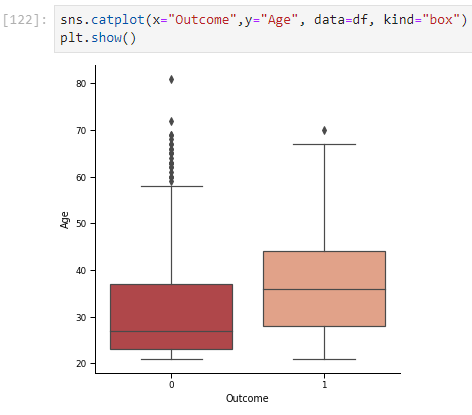 [122]: sns.catplot(x="Outcome",y="Age", data=df, kind="box")
plt.show()
80
70
60
50
40
30
20
Age
0 1
Outcome